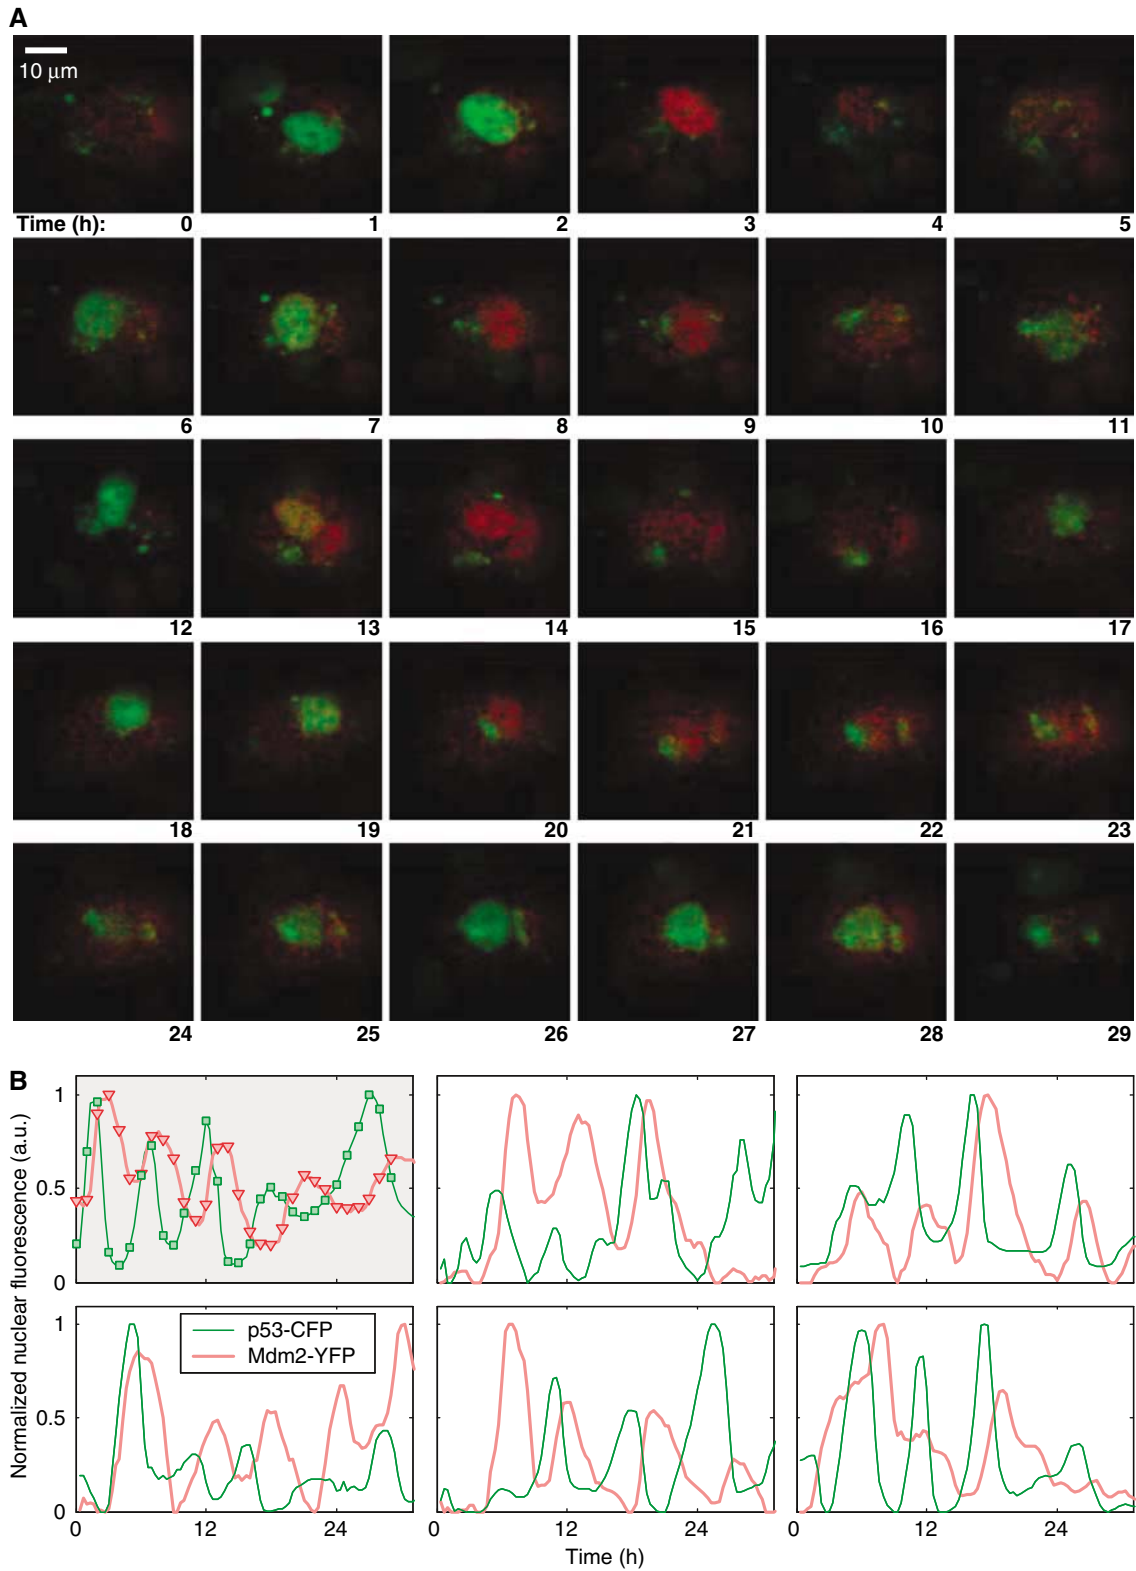 A
10 μm
Time (h): 0 1 2 3 4 5
6 7 8 9 10 11
12 13 14 15 16 17
18 19 20 21 22 23
24 25 26 27 28 29
B
Normalized nuclear fluorescence (a.u.)
1
0.5
0
p53-CFP
Mdm2-YFP
1
0.5
0
0 12 24 0 12 24 0 12 24
Time (h)